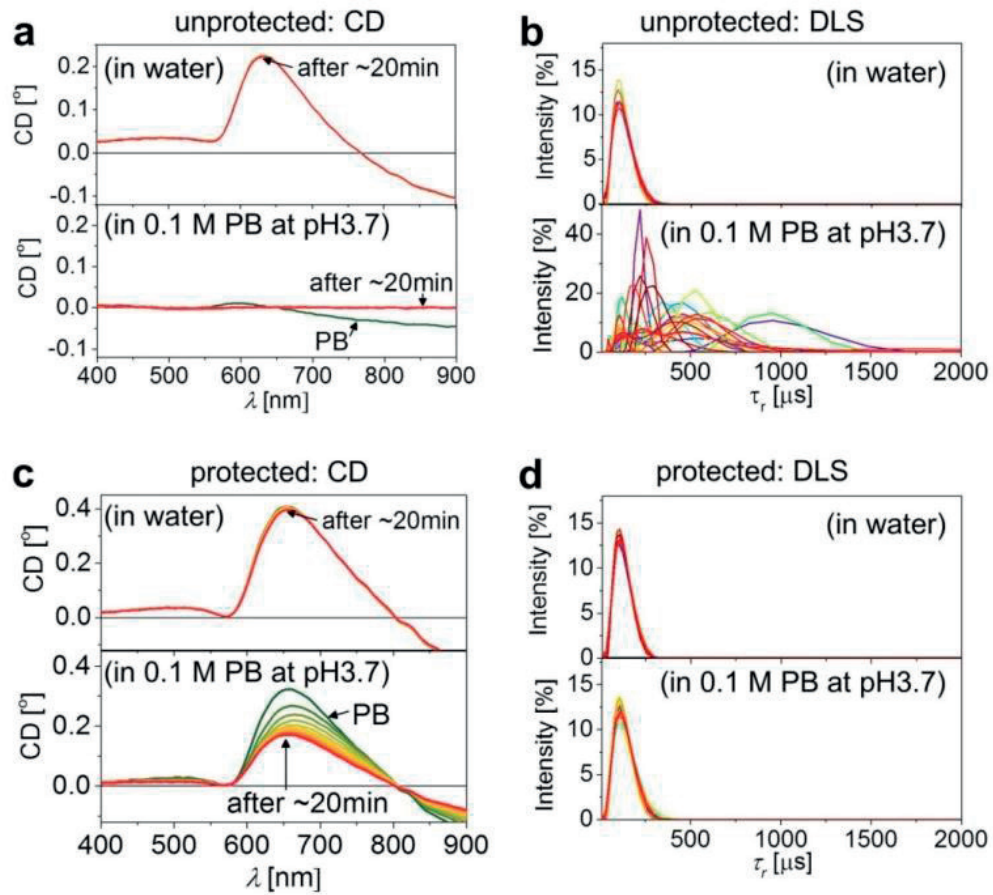 a
unprotected: CD
CD [°]
0.2
0.1
0.0
-0.1
(in water)
after ~20min
CD [°]
0.2
0.1
0.0
-0.1
(in 0.1 M PB at pH3.7)
after ~20min
PB
400 500 600 700 800 900
λ [nm]
b
unprotected: DLS
Intensity [%]
15
10
5
0
(in water)
Intensity [%]
40
20
0
(in 0.1 M PB at pH3.7)
500 1000 1500 2000
τr [μs]
c
protected: CD
CD [°]
0.4
0.2
0.0
(in water)
after ~20min
CD [°]
0.4
0.2
0.0
(in 0.1 M PB at pH3.7)
PB
after ~20min
400 500 600 700 800 900
λ [nm]
d
protected: DLS
Intensity [%]
15
10
5
0
(in water)
Intensity [%]
15
10
5
0
(in 0.1 M PB at pH3.7)
500 1000 1500 2000
τr [μs]